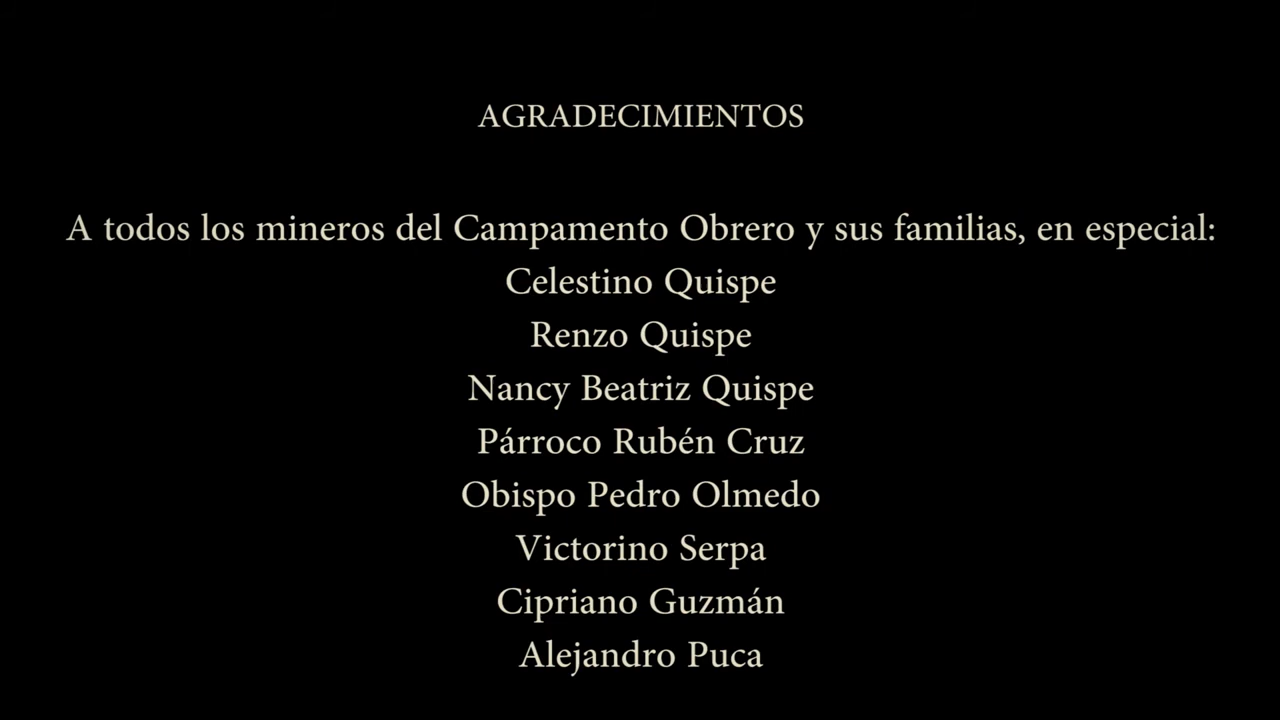 AGRADECIMIENTOS
A todos los mineros del Campamento Obrero y sus familias, en especial:
Celestino Quispe
Renzo Quispe
Nancy Beatriz Quispe
Párroco Rubén Cruz
Obispo Pedro Olmedo
Victorino Serpa
Cipriano Guzmán
Alejandro Puca